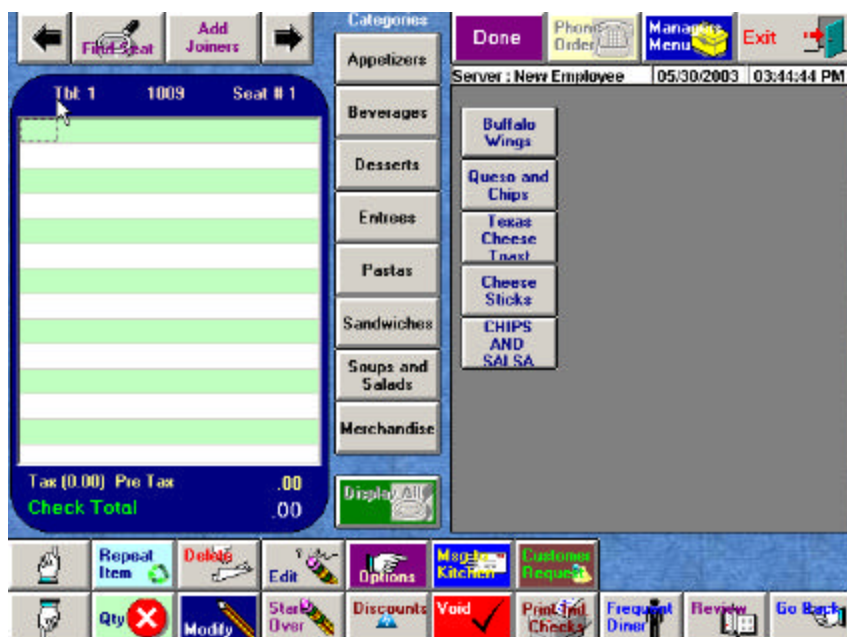 Find Seat
Add
Joiners
Categories
Done
Phone
Order
Managers
Menu
Exit
Server : New Employee
05/30/2003
03:44:44 PM
Tbl: 1
1009
Seat # 1
Appetizers
Beverages
Desserts
Entrees
Pastas
Sandwiches
Soups and
Salads
Merchandise
Display All
Buffalo
Wings
Queso and
Chips
Texas
Cheese
Toast
Cheese
Sticks
CHIPS
AND
SALSA
Tax (0.00) Pre Tax .00
Check Total .00
Repeat
Item
Delete
?
Edit
Options
Msg to
Kitchen
Customer
Request
Qty
Modify
Start
Over
Discounts
Void
Print Ind
Checks
Frequent
Diner
Review
Go Back